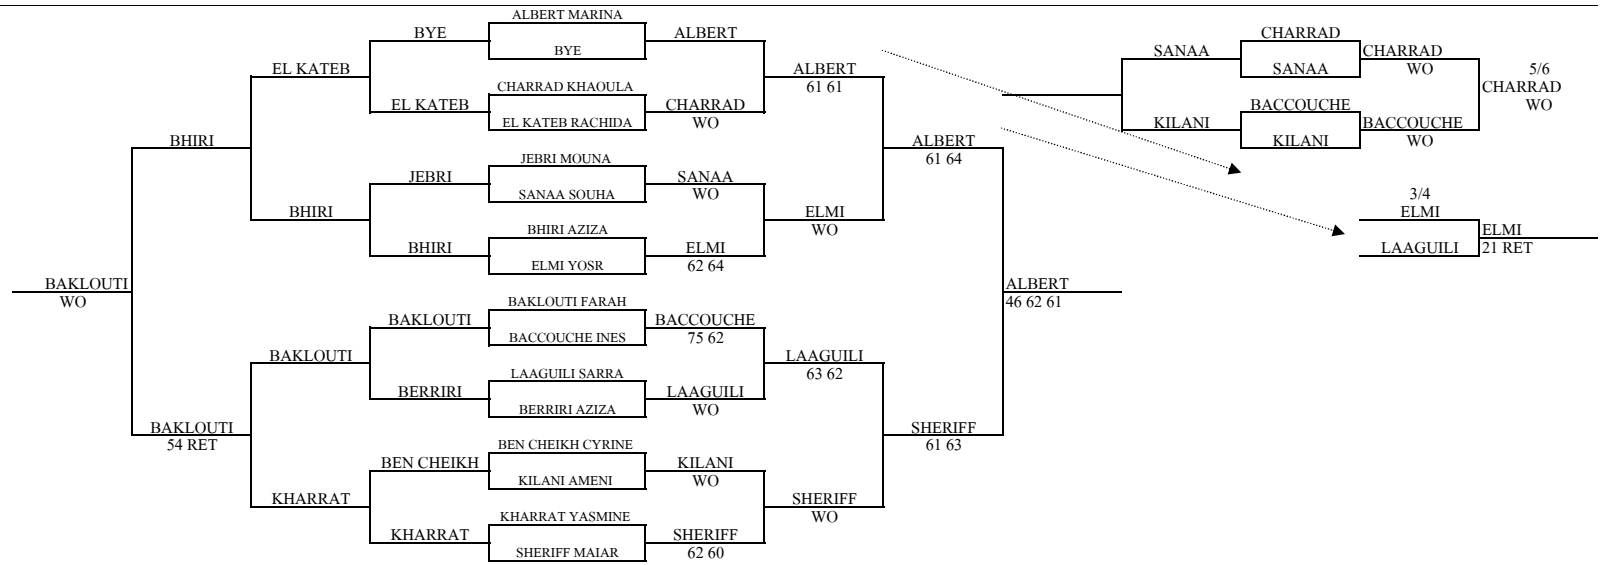 ALBERT MARINA
BYE ALBERT CHARRAD
BYE SANAA CHARRAD
EL KATEB ALBERT SANAA WO 5/6
CHARRAD KHAOULA 61 61 CHARRAD
EL KATEB CHARRAD BACCOUCHE WO
EL KATEB RACHIDA WO KILANI BACCOUCHE
BHIRI ALBERT KILANI WO
JEBRI MOUNA 61 64
JEBRI SANAA
SANAA SOUHA WO 3/4
BHIRI ELMI ELMI
BHIRI AZIZA WO ELMI
BHIRI ELMI LAAGUILI 21 RET
ELMI YOSR 62 64
BAKLOUTI ALBERT
WO BAKLOUTI FARAH 46 62 61
BAKLOUTI BACCOUCHE
BACCOUCHE INES 75 62
BAKLOUTI LAAGUILI
LAAGUILI SARRA 63 62
BERRIRI LAAGUILI
BERRIRI AZIZA WO
BAKLOUTI SHERIFF
54 RET BEN CHEIKH CYRINE 61 63
BEN CHEIKH KILANI
KILANI AMENI WO
KHARRAT SHERIFF
KHARRAT YASMINE WO
KHARRAT SHERIFF
SHERIFF MAIAR 62 60